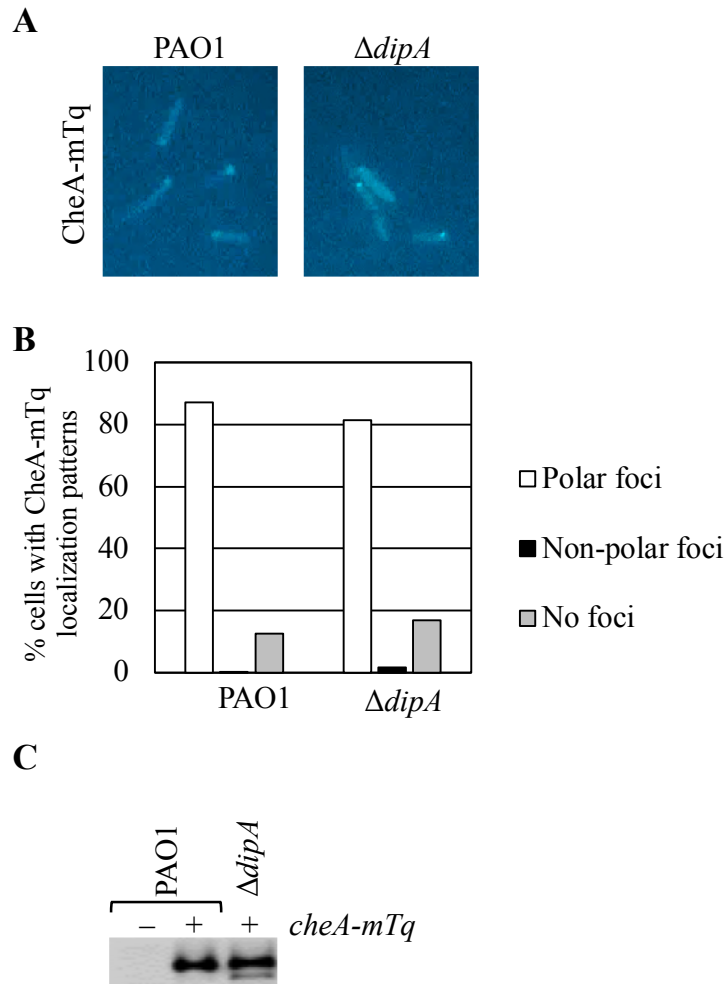 A
PAO1 ΔdipA
CheA-mTq
B
% cells with CheA-mTq
localization patterns
100
80
60
40
20
0
PAO1 ΔdipA
Polar foci
Non-polar foci
No foci
C
PAO1 ΔdipA
– + + cheA-mTq